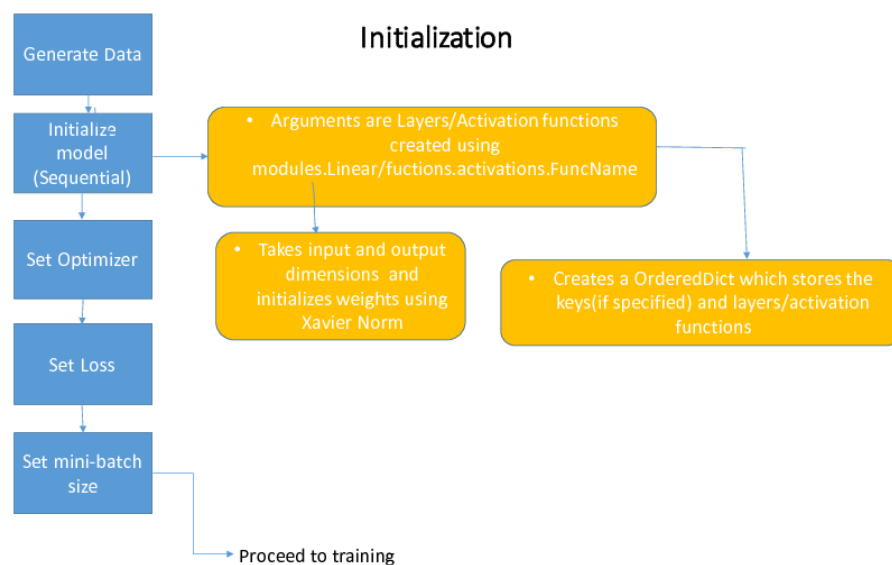 Initialization
Generate Data
Initialize
model
(Sequential)
• Arguments are Layers/Activation functions
created using
modules.Linear/fuctions.activations.FuncName
Set Optimizer
• Takes input and output
dimensions and
initializes weights using
Xavier Norm
• Creates a OrderedDict which stores the
keys(if specified) and layers/activation
functions
Set Loss
Set mini-batch
size
Proceed to training